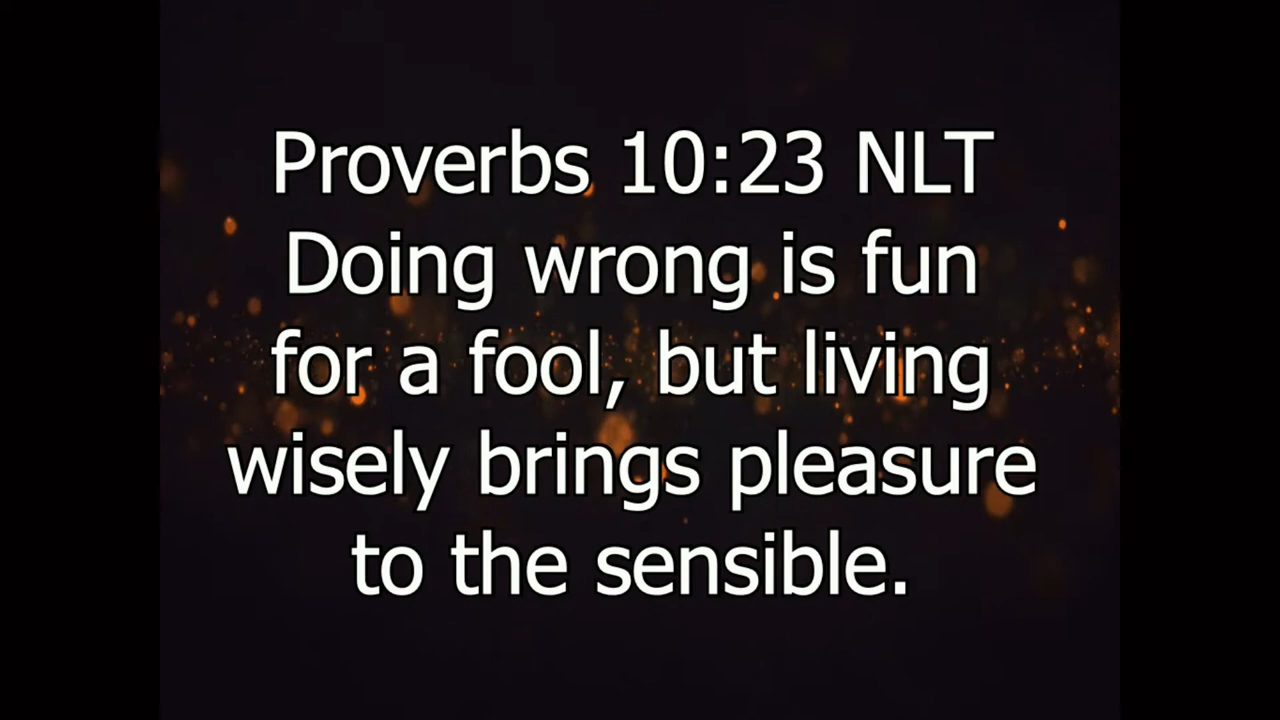 Proverbs 10:23 NLT
Doing wrong is fun
for a fool, but living
wisely brings pleasure
to the sensible.